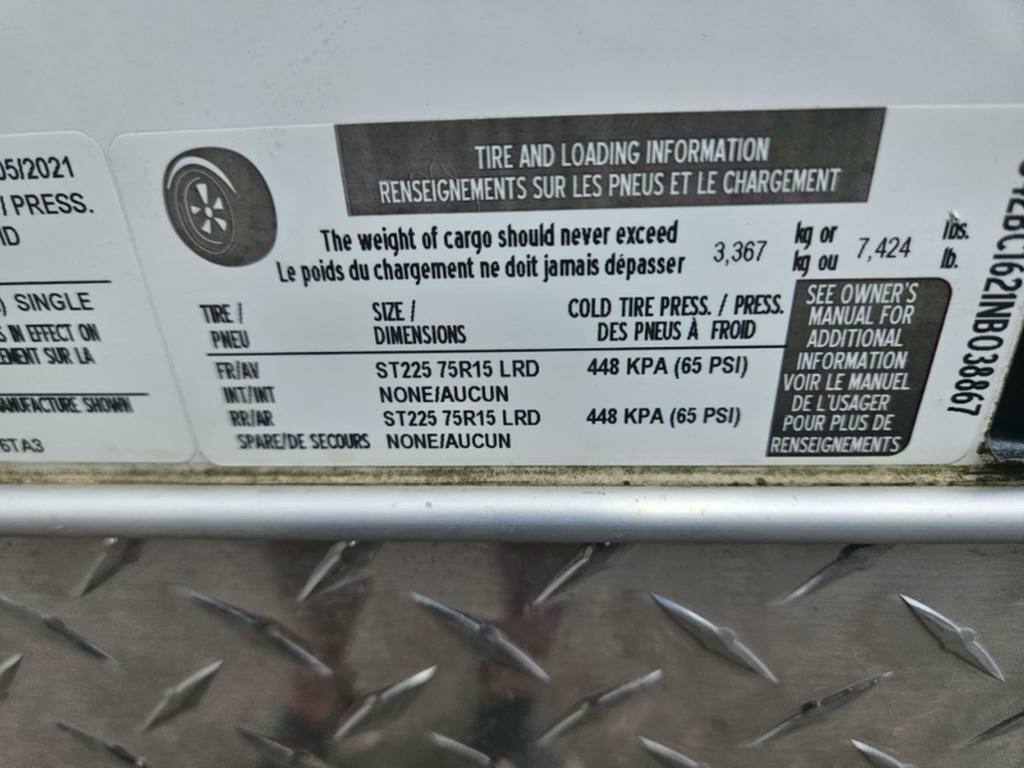 05/2021
/ PRESS.
ID
) SINGLE
S IN EFFECT ON
EMENT SUR LA
MANUFACTURE SHOWN
6TA3
TIRE AND LOADING INFORMATION
RENSEIGNEMENTS SUR LES PNEUS ET LE CHARGEMENT
The weight of cargo should never exceed 3,367 kg or 7,424 lbs.
Le poids du chargement ne doit jamais dépasser kg ou lb.
TIRE / SIZE / COLD TIRE PRESS. / PRESS.
PNEU DIMENSIONS DES PNEUS À FROID
FR/AV ST225 75R15 LRD 448 KPA (65 PSI)
INT/INT NONE/AUCUN
RR/AR ST225 75R15 LRD 448 KPA (65 PSI)
SPARE/DE SECOURS NONE/AUCUN
SEE OWNER'S
MANUAL FOR
ADDITIONAL
INFORMATION
VOIR LE MANUEL
DE L'USAGER
POUR PLUS DE
RENSEIGNEMENTS